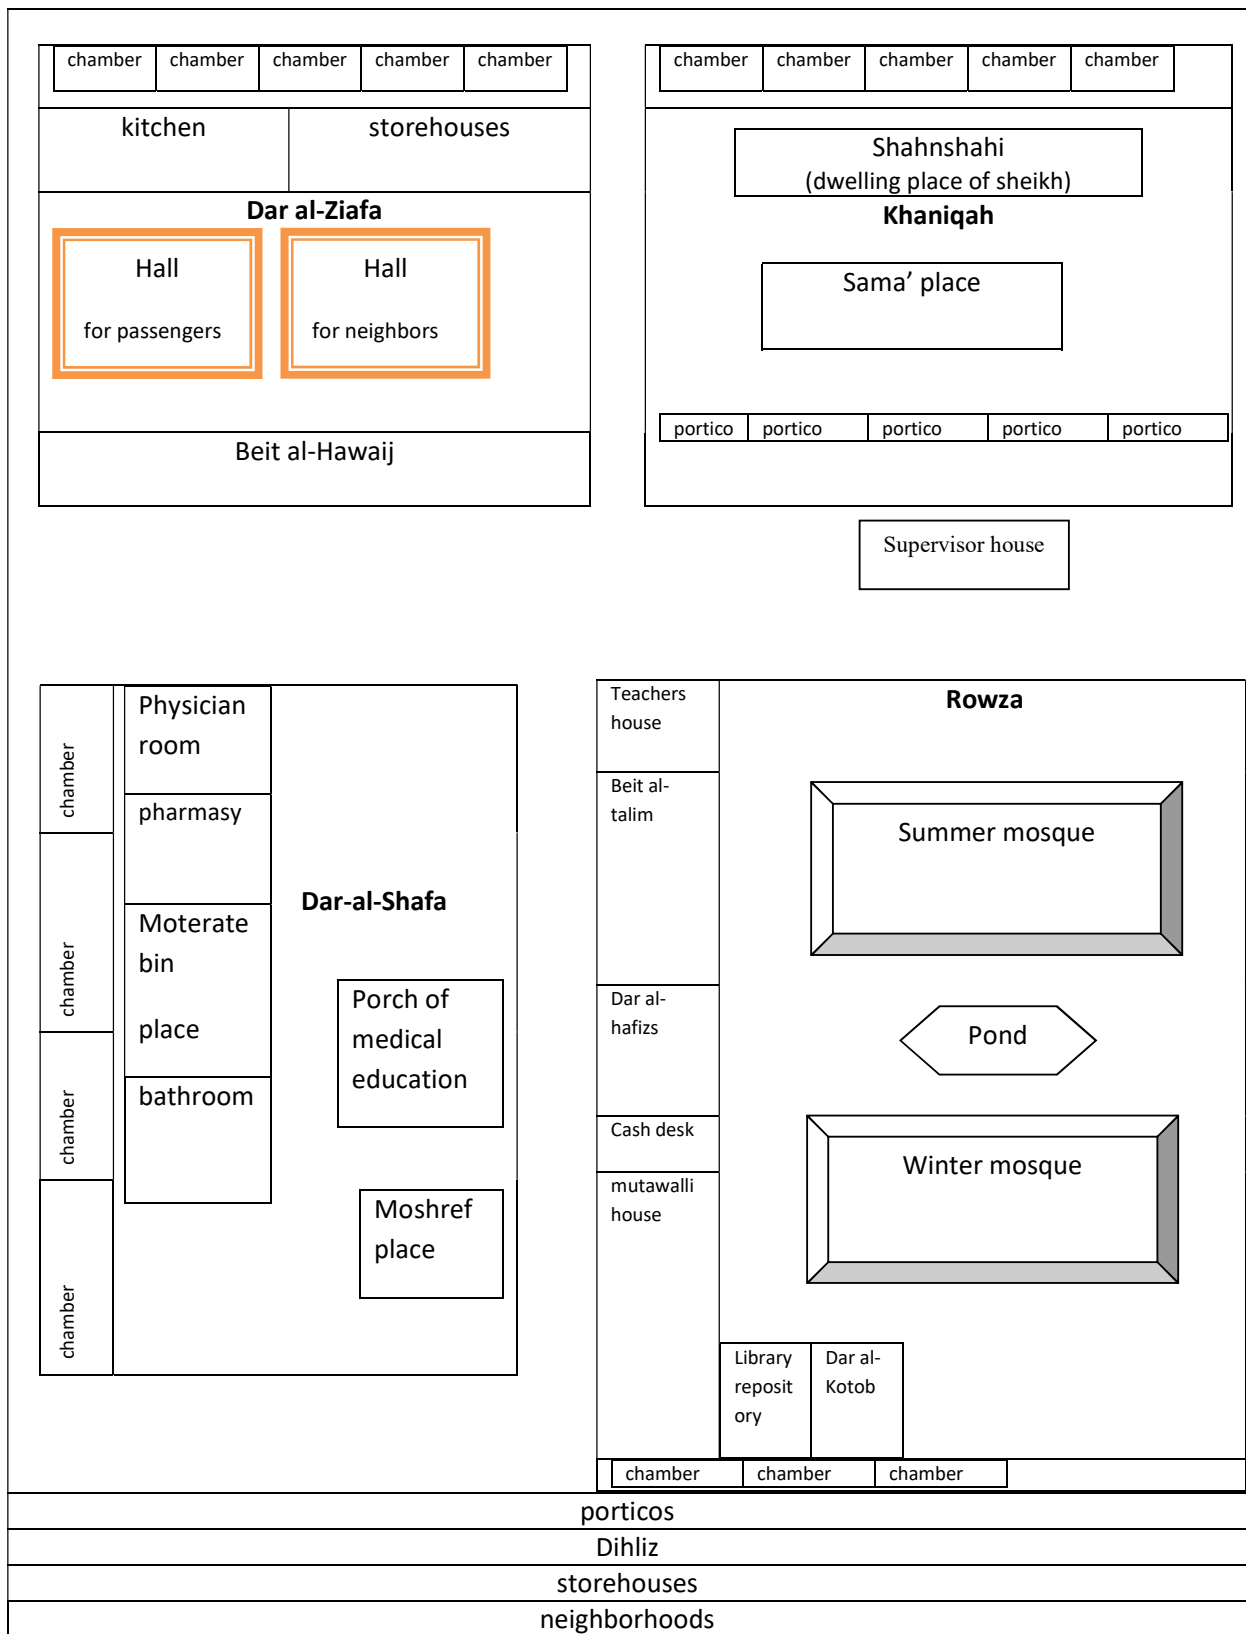 chamber chamber chamber chamber chamber
kitchen storehouses
Dar al-Ziafa
Hall
for passengers
Hall
for neighbors
Beit al-Hawaij
chamber chamber chamber chamber chamber
Shahnshahi
(dwelling place of sheikh)
Khaniqah
Sama’ place
portico portico portico portico portico
Supervisor house
chamber
chamber
chamber
chamber
Physician
room
pharmasy
Moterate
bin
place
bathroom
Dar-al-Shafa
Porch of
medical
education
Moshref
place
Teachers
house
Beit al-
talim
Dar al-
hafizs
Cash desk
mutawalli
house
Rowza
Summer mosque
Pond
Winter mosque
Library
reposit
ory
Dar al-
Kotob
chamber chamber chamber
porticos
Dihliz
storehouses
neighborhoods